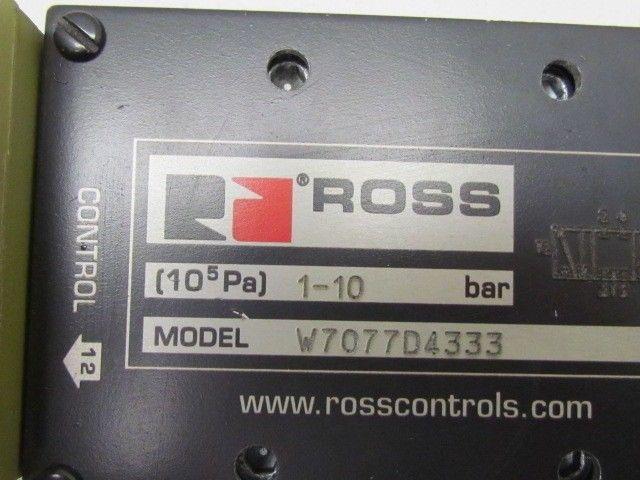 ® ROSS
(10⁵Pa) 1-10 bar
MODEL W7077D4333
www.rosscontrols.com
CONTROL
12